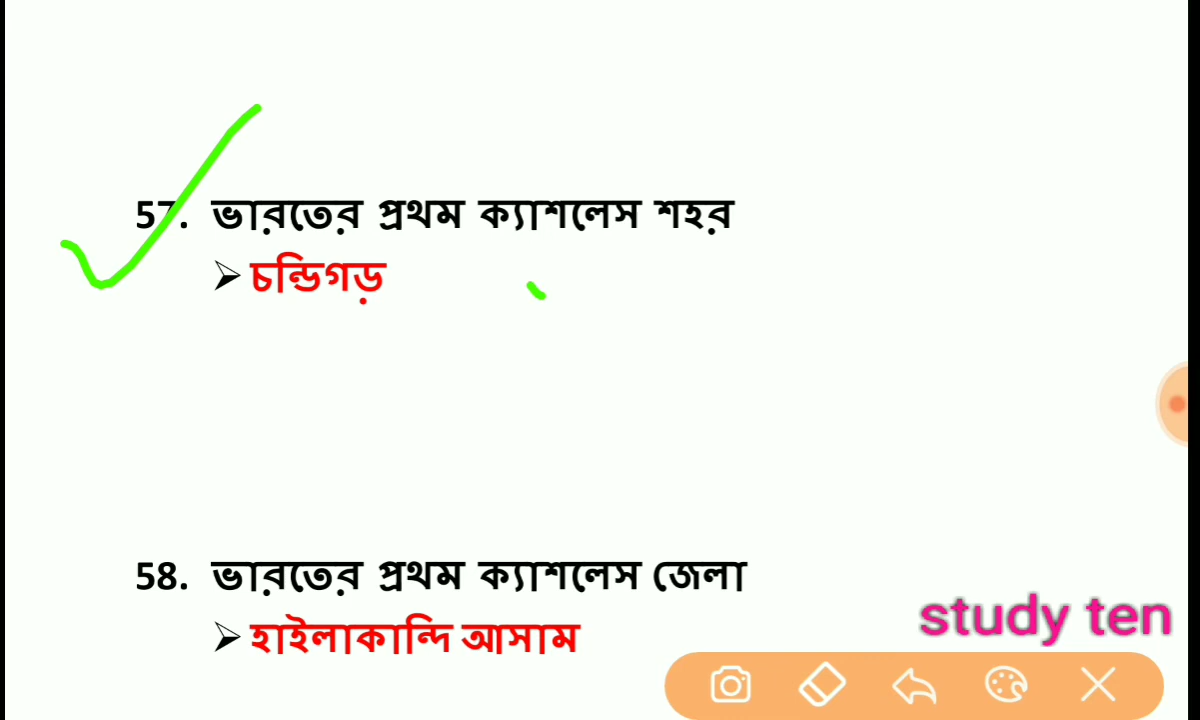 57. ভারতের প্রথম ক্যাশলেস শহর
➢ চন্ডিগড়
58. ভারতের প্রথম ক্যাশলেস জেলা
➢ হাইলাকান্দি আসাম
study ten